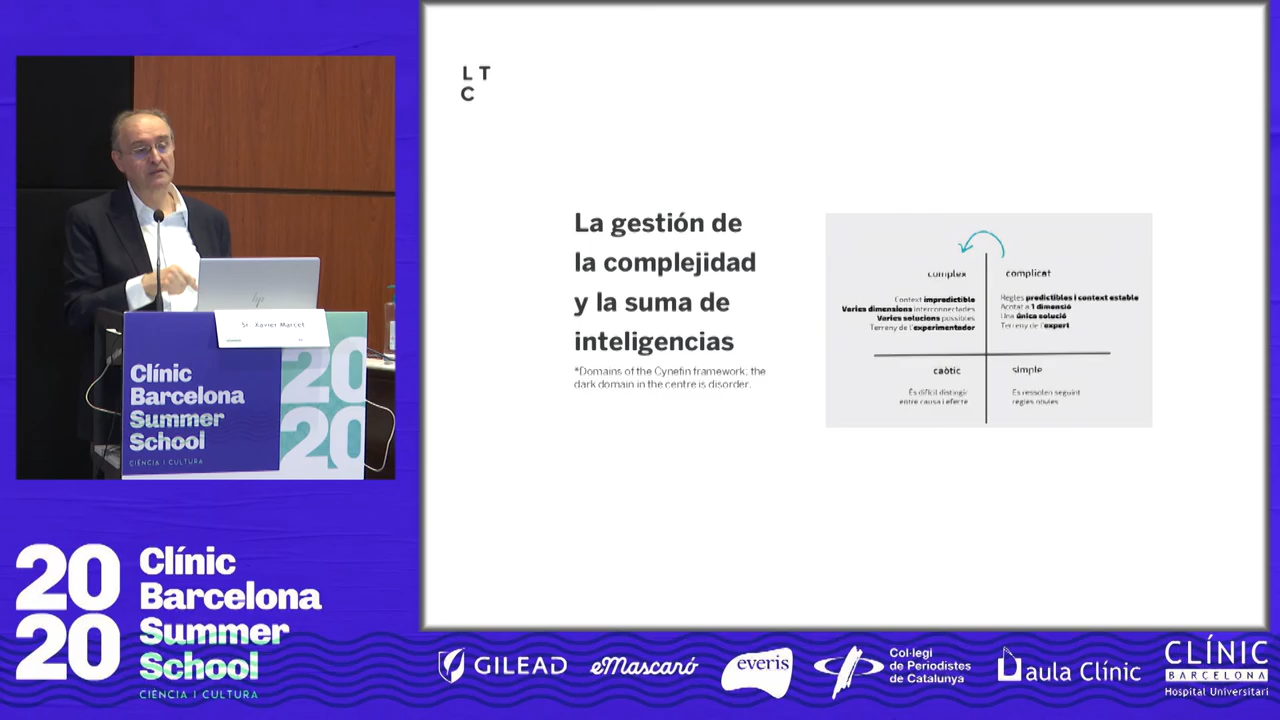 L T
C
La gestión de
la complejidad
y la suma de
inteligencias
*Domains of the Cynefin framework; the
dark domain in the centre is disorder.
complex
Context impredictible
Varies dimensions interconnectades
Varies solucions possibles
Terreny de l'experimentador
complicat
Regles predictibles i context estable
Acotat a 1 dimensió
Una única solució
Terreny de l'expert
caòtic
És difícil distingir
entre causa i efecte
simple
Es resolen seguint
regles obvies
hp
Sr. Xavier Marcet
Clínic
Barcelona
Summer
School
CIÈNCIA I CULTURA
20
20
20
20
Clínic
Barcelona
Summer
School
CIÈNCIA I CULTURA
GILEAD
eMascaró
everis
Col·legi
de Periodistes
de Catalunya
aula Clínic
CLÍNIC
BARCELONA
Hospital Universitari